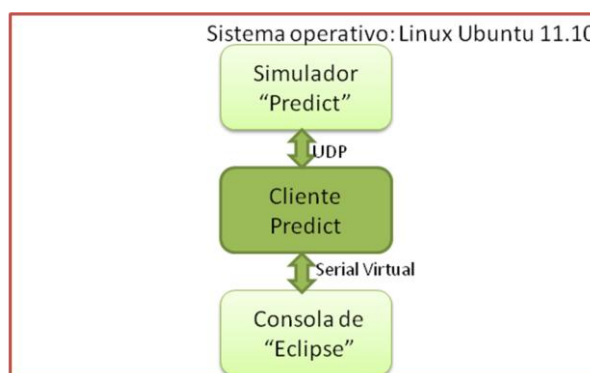 Sistema operativo: Linux Ubuntu 11.10
Simulador
“Predict”
UDP
Cliente
Predict
Serial Virtual
Consola de
“Eclipse”